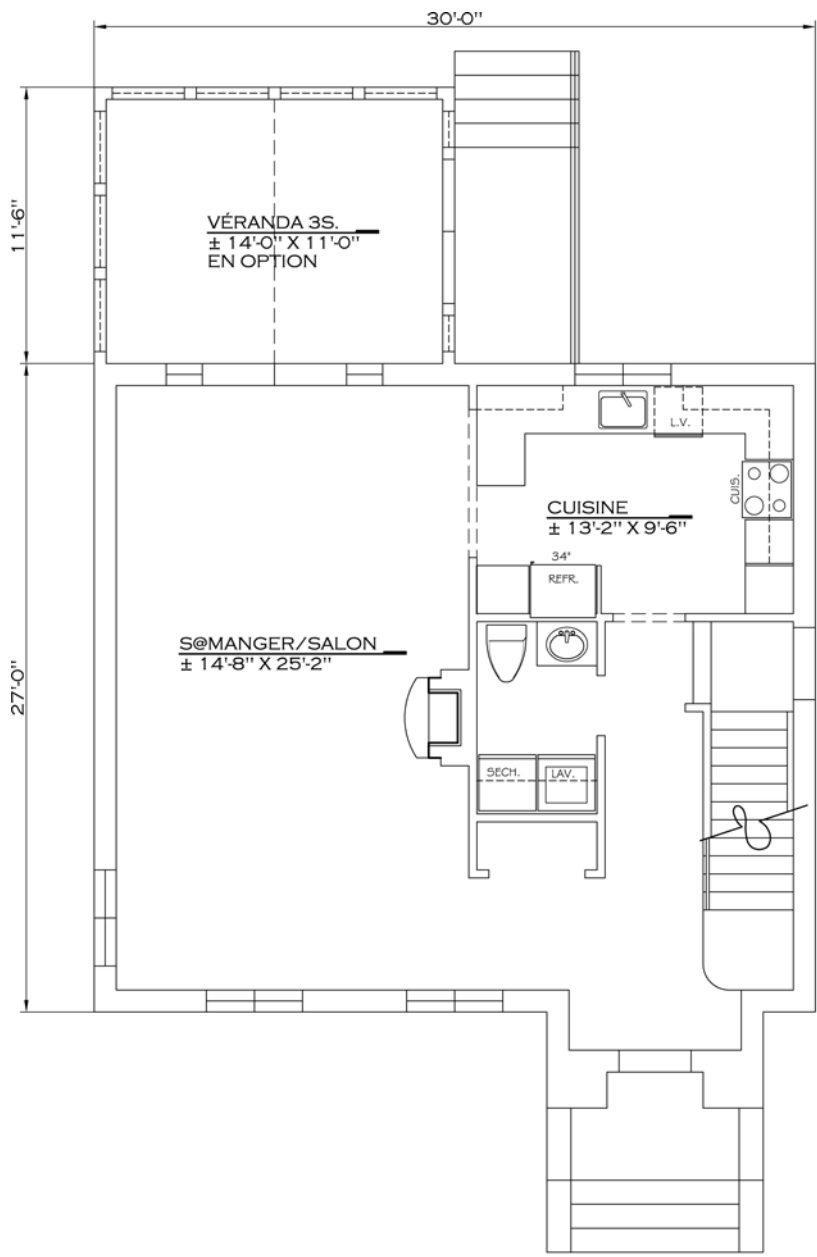 30'-0"
11'-6"
VÉRANDA 3S.
± 14'-0" X 11'-0"
EN OPTION
L.V.
CUIS.
CUISINE
± 13'-2" X 9'-6"
34"
REFR.
27'-0"
S@MANGER/SALON
± 14'-8" X 25'-2"
SECH.
LAV.